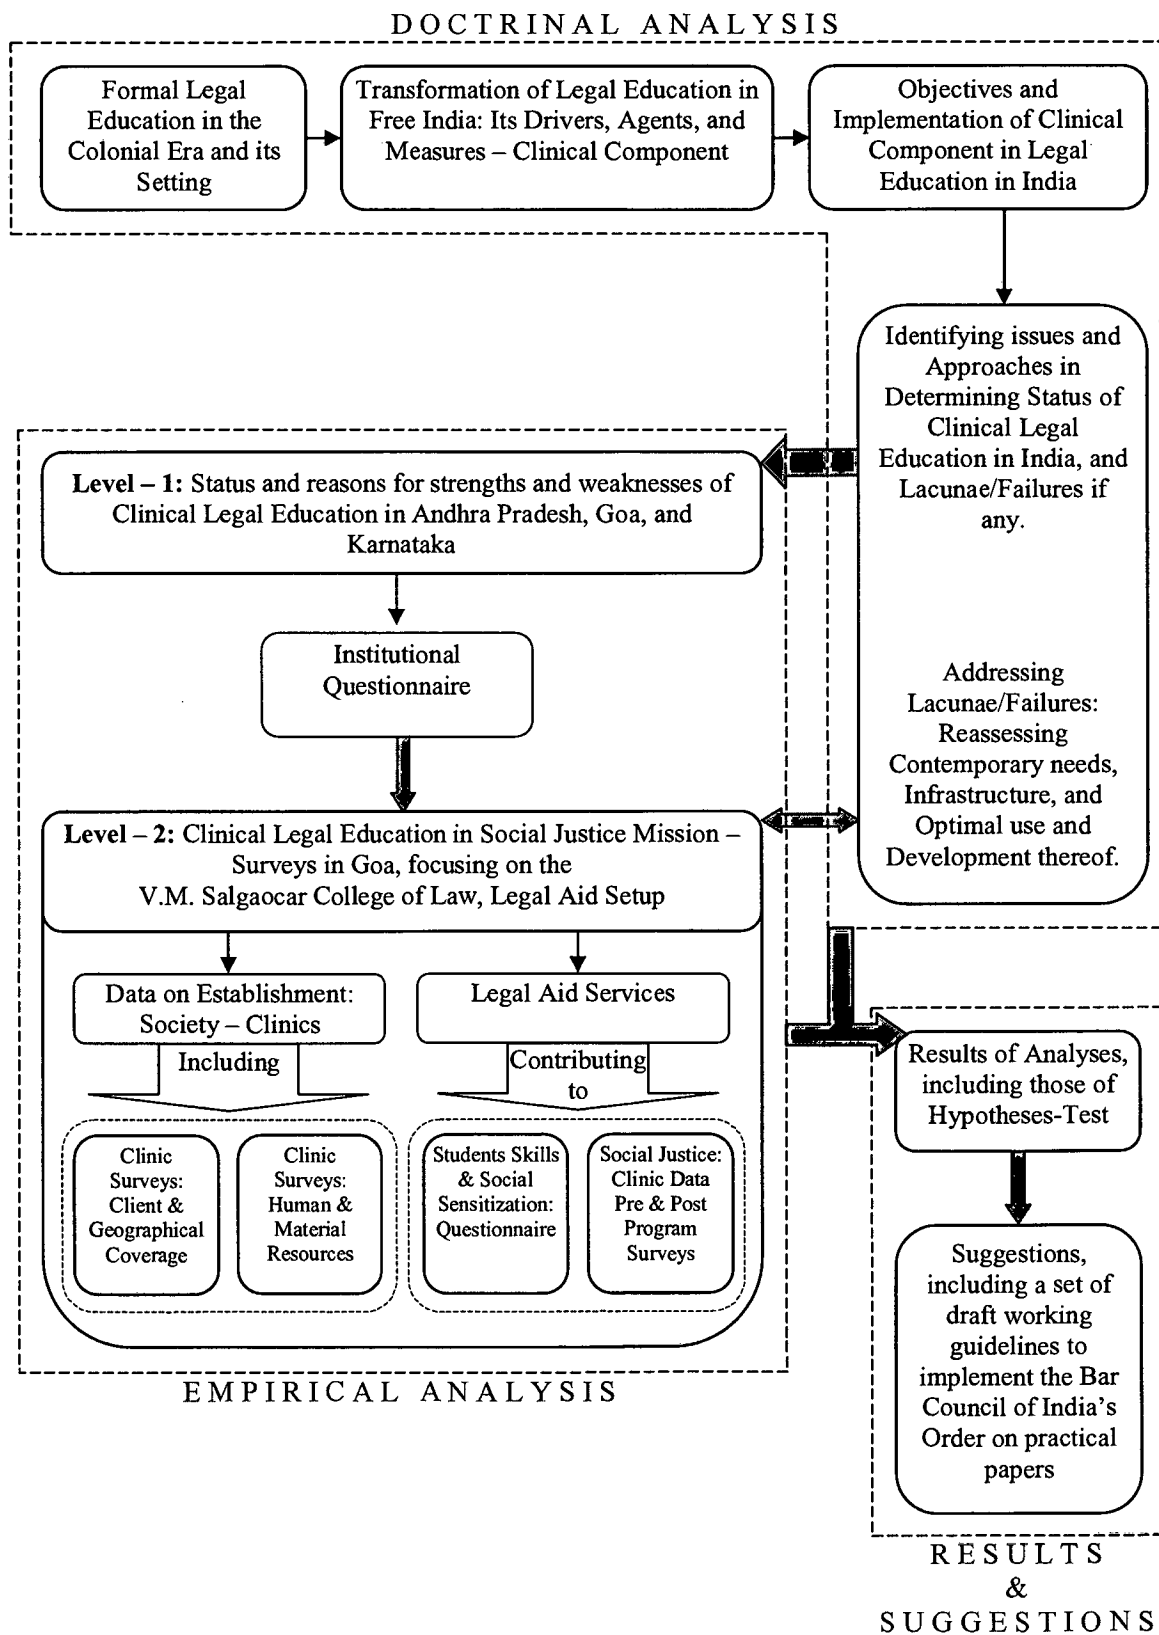 DOCTRINAL ANALYSIS
Formal Legal
Education in the
Colonial Era and its
Setting
Transformation of Legal Education in
Free India: Its Drivers, Agents, and
Measures – Clinical Component
Objectives and
Implementation of Clinical
Component in Legal
Education in India
Identifying issues and
Approaches in
Determining Status of
Clinical Legal
Education in India, and
Lacunae/Failures if
any.
Addressing
Lacunae/Failures:
Reassessing
Contemporary needs,
Infrastructure, and
Optimal use and
Development thereof.
Level – 1: Status and reasons for strengths and weaknesses of
Clinical Legal Education in Andhra Pradesh, Goa, and
Karnataka
Institutional
Questionnaire
Level – 2: Clinical Legal Education in Social Justice Mission –
Surveys in Goa, focusing on the
V.M. Salgaocar College of Law, Legal Aid Setup
Data on Establishment:
Society – Clinics
Legal Aid Services
Including
Contributing
to
Clinic
Surveys:
Client &
Geographical
Coverage
Clinic
Surveys:
Human &
Material
Resources
Students Skills
& Social
Sensitization:
Questionnaire
Social Justice:
Clinic Data
Pre & Post
Program
Surveys
EMPIRICAL ANALYSIS
Results of Analyses,
including those of
Hypotheses-Test
Suggestions,
including a set of
draft working
guidelines to
implement the Bar
Council of India's
Order on practical
papers
RESULTS
&
SUGGESTIONS